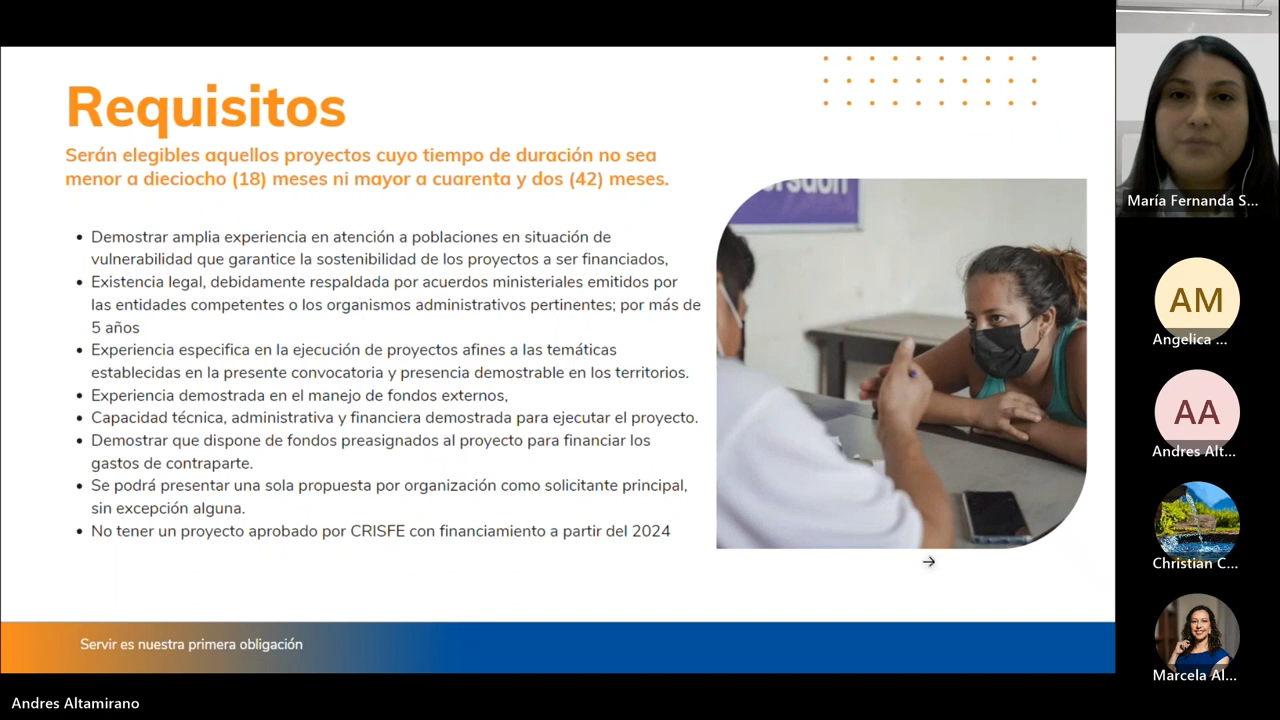 Requisitos
Serán elegibles aquellos proyectos cuyo tiempo de duración no sea
menor a dieciocho (18) meses ni mayor a cuarenta y dos (42) meses.
• Demostrar amplia experiencia en atención a poblaciones en situación de
vulnerabilidad que garantice la sostenibilidad de los proyectos a ser financiados,
• Existencia legal, debidamente respaldada por acuerdos ministeriales emitidos por
las entidades competentes o los organismos administrativos pertinentes; por más de
5 años
• Experiencia especifica en la ejecución de proyectos afines a las temáticas
establecidas en la presente convocatoria y presencia demostrable en los territorios.
• Experiencia demostrada en el manejo de fondos externos,
• Capacidad técnica, administrativa y financiera demostrada para ejecutar el proyecto.
• Demostrar que dispone de fondos preasignados al proyecto para financiar los
gastos de contraparte.
• Se podrá presentar una sola propuesta por organización como solicitante principal,
sin excepción alguna.
• No tener un proyecto aprobado por CRISFE con financiamiento a partir del 2024
Servir es nuestra primera obligación
Andres Altamirano
María Fernanda S...
AM
Angelica ...
AA
Andres Alt...
Christian C...
Marcela Al...